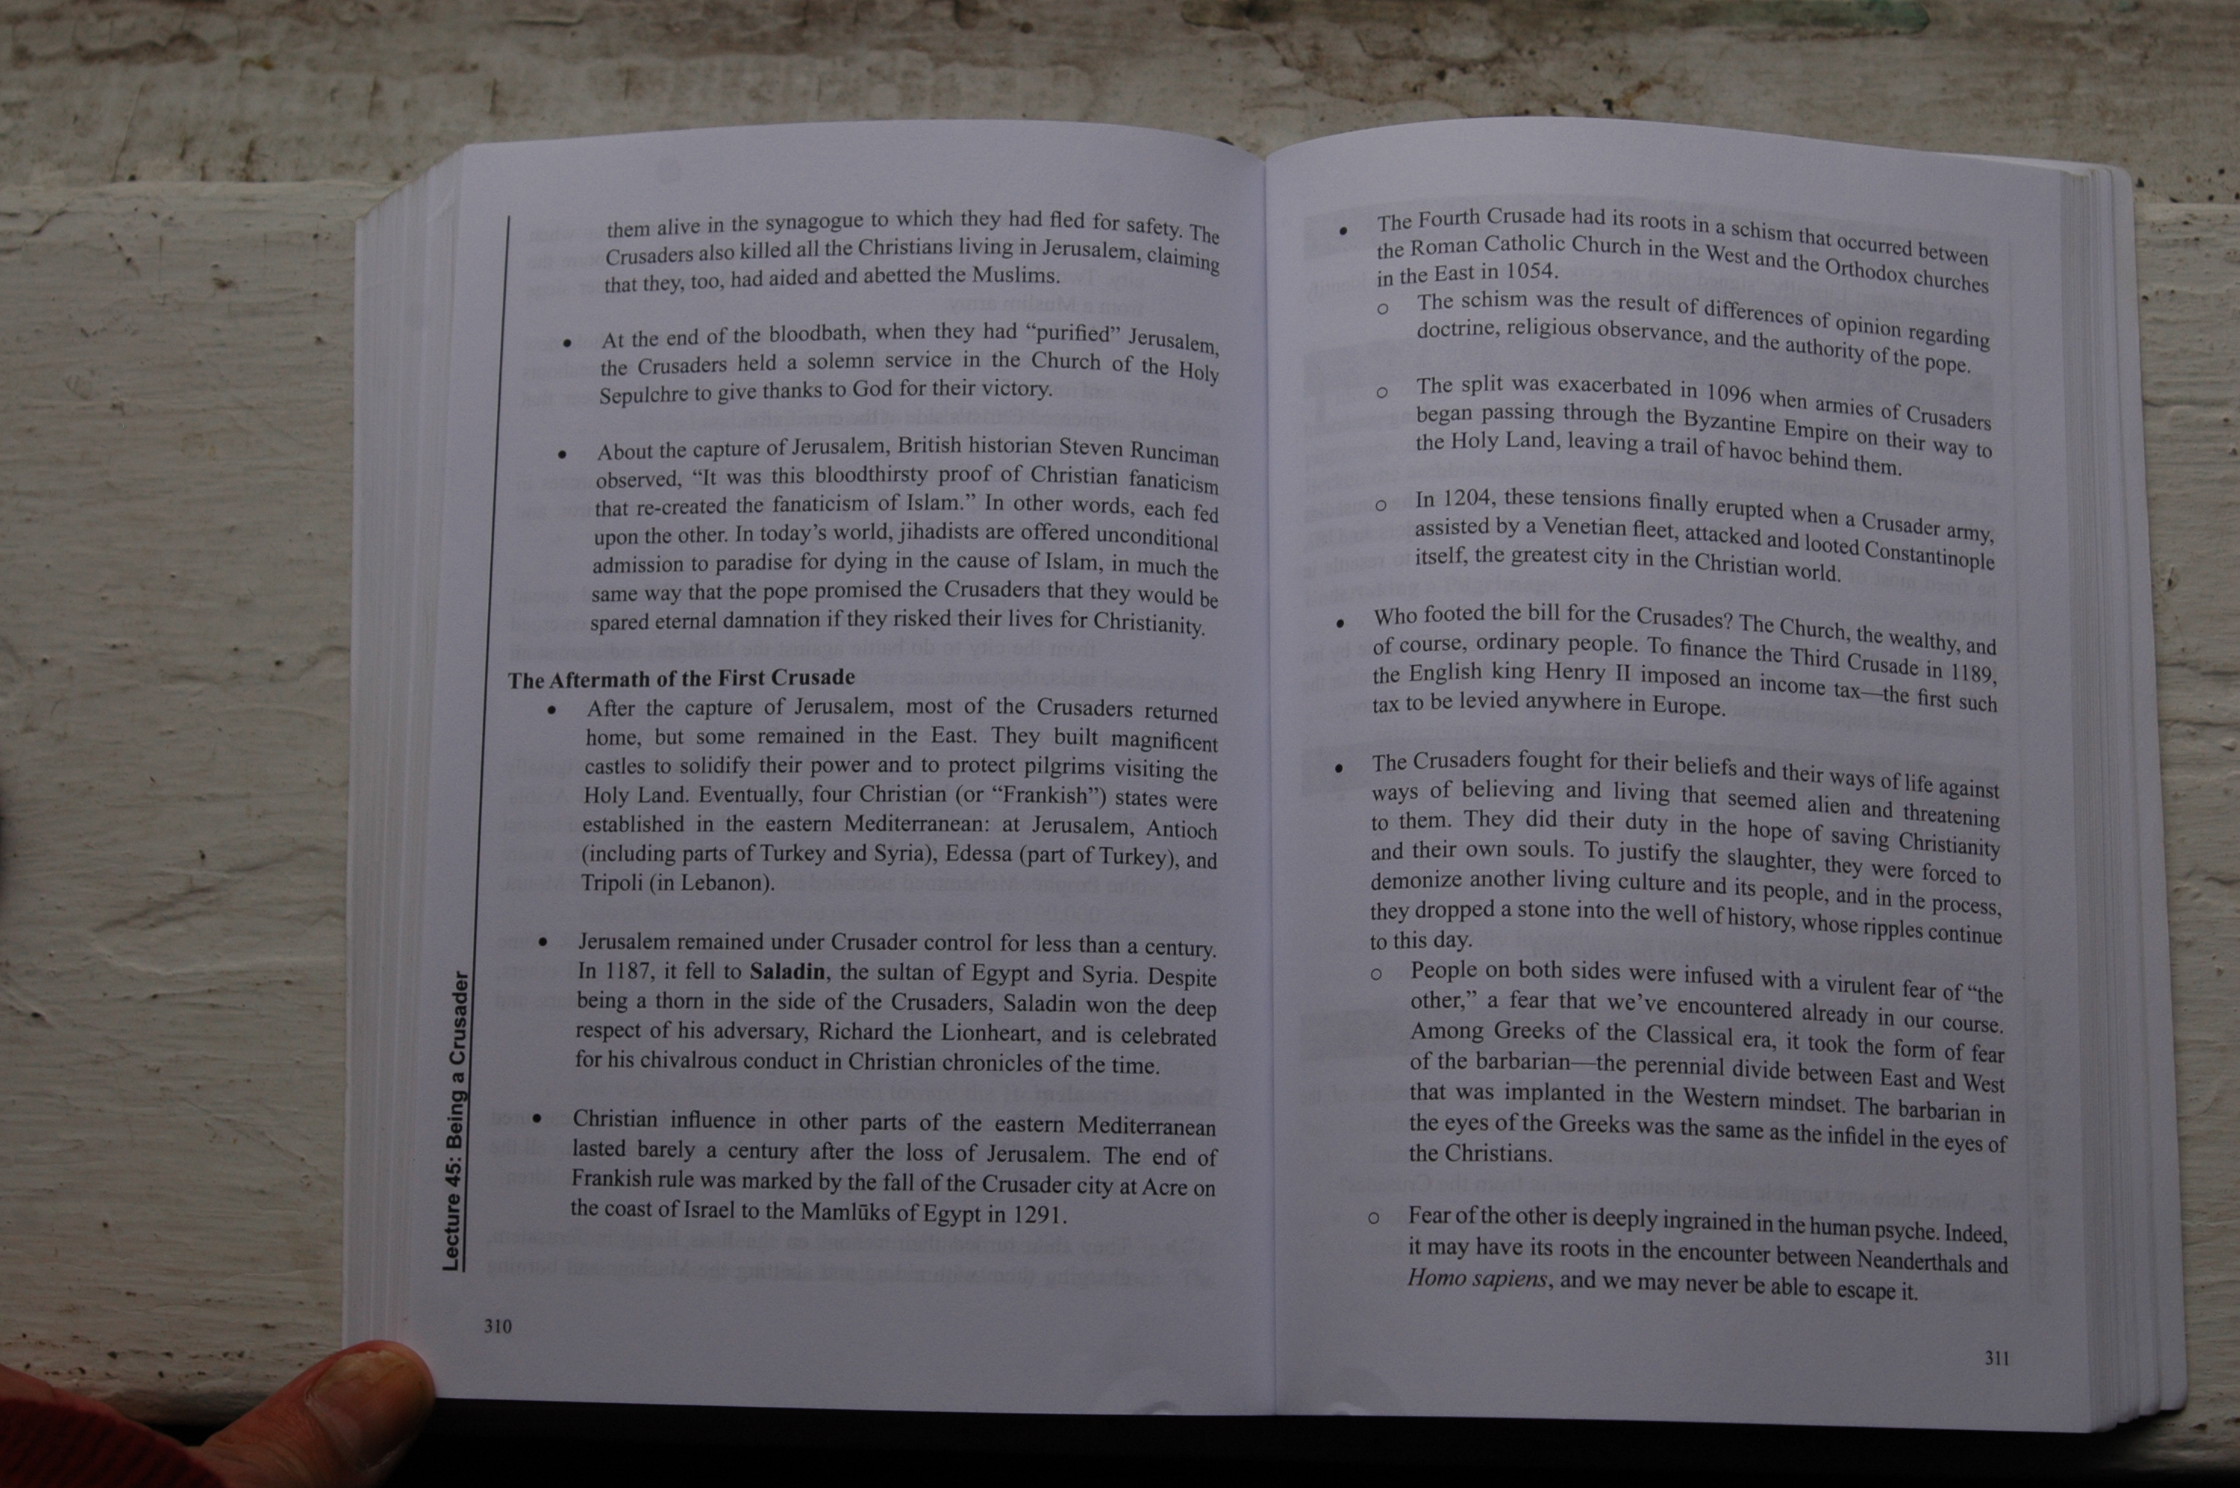 them alive in the synagogue to which they had fled for safety. The
Crusaders also killed all the Christians living in Jerusalem, claiming
that they, too, had aided and abetted the Muslims.
• At the end of the bloodbath, when they had “purified” Jerusalem,
the Crusaders held a solemn service in the Church of the Holy
Sepulchre to give thanks to God for their victory.
• About the capture of Jerusalem, British historian Steven Runciman
observed, “It was this bloodthirsty proof of Christian fanaticism
that re-created the fanaticism of Islam.” In other words, each fed
upon the other. In today’s world, jihadists are offered unconditional
admission to paradise for dying in the cause of Islam, in much the
same way that the pope promised the Crusaders that they would be
spared eternal damnation if they risked their lives for Christianity.
The Aftermath of the First Crusade
• After the capture of Jerusalem, most of the Crusaders returned
home, but some remained in the East. They built magnificent
castles to solidify their power and to protect pilgrims visiting the
Holy Land. Eventually, four Christian (or “Frankish”) states were
established in the eastern Mediterranean: at Jerusalem, Antioch
(including parts of Turkey and Syria), Edessa (part of Turkey), and
Tripoli (in Lebanon).
• Jerusalem remained under Crusader control for less than a century.
In 1187, it fell to Saladin, the sultan of Egypt and Syria. Despite
being a thorn in the side of the Crusaders, Saladin won the deep
respect of his adversary, Richard the Lionheart, and is celebrated
for his chivalrous conduct in Christian chronicles of the time.
• Christian influence in other parts of the eastern Mediterranean
lasted barely a century after the loss of Jerusalem. The end of
Frankish rule was marked by the fall of the Crusader city at Acre on
the coast of Israel to the Mamlūks of Egypt in 1291.
Lecture 45: Being a Crusader
310
• The Fourth Crusade had its roots in a schism that occurred between
the Roman Catholic Church in the West and the Orthodox churches
in the East in 1054.
○ The schism was the result of differences of opinion regarding
doctrine, religious observance, and the authority of the pope.
○ The split was exacerbated in 1096 when armies of Crusaders
began passing through the Byzantine Empire on their way to
the Holy Land, leaving a trail of havoc behind them.
○ In 1204, these tensions finally erupted when a Crusader army,
assisted by a Venetian fleet, attacked and looted Constantinople
itself, the greatest city in the Christian world.
• Who footed the bill for the Crusades? The Church, the wealthy, and
of course, ordinary people. To finance the Third Crusade in 1189,
the English king Henry II imposed an income tax—the first such
tax to be levied anywhere in Europe.
• The Crusaders fought for their beliefs and their ways of life against
ways of believing and living that seemed alien and threatening
to them. They did their duty in the hope of saving Christianity
and their own souls. To justify the slaughter, they were forced to
demonize another living culture and its people, and in the process,
they dropped a stone into the well of history, whose ripples continue
to this day.
○ People on both sides were infused with a virulent fear of “the
other,” a fear that we’ve encountered already in our course.
Among Greeks of the Classical era, it took the form of fear
of the barbarian—the perennial divide between East and West
that was implanted in the Western mindset. The barbarian in
the eyes of the Greeks was the same as the infidel in the eyes of
the Christians.
○ Fear of the other is deeply ingrained in the human psyche. Indeed,
it may have its roots in the encounter between Neanderthals and
Homo sapiens, and we may never be able to escape it.
311